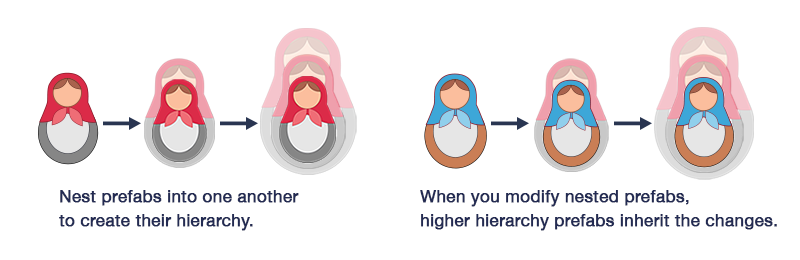 Nest prefabs into one another
to create their hierarchy.
When you modify nested prefabs,
higher hierarchy prefabs inherit the changes.